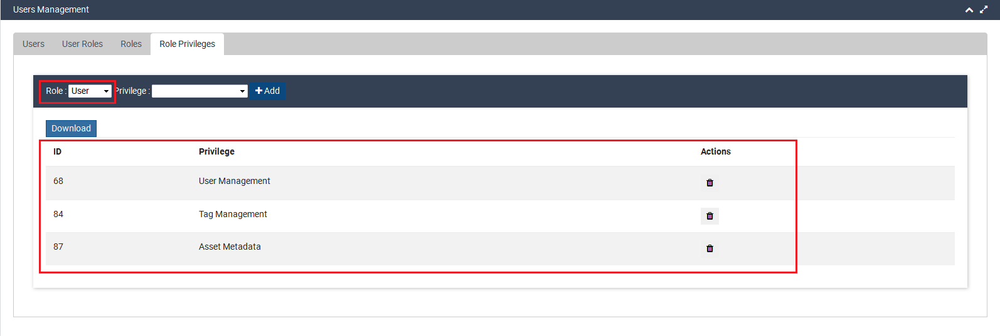 Users Management
Users User Roles Roles Role Privileges
Role : User Privilege : Add
Download
ID Privilege Actions
68 User Management
84 Tag Management
87 Asset Metadata